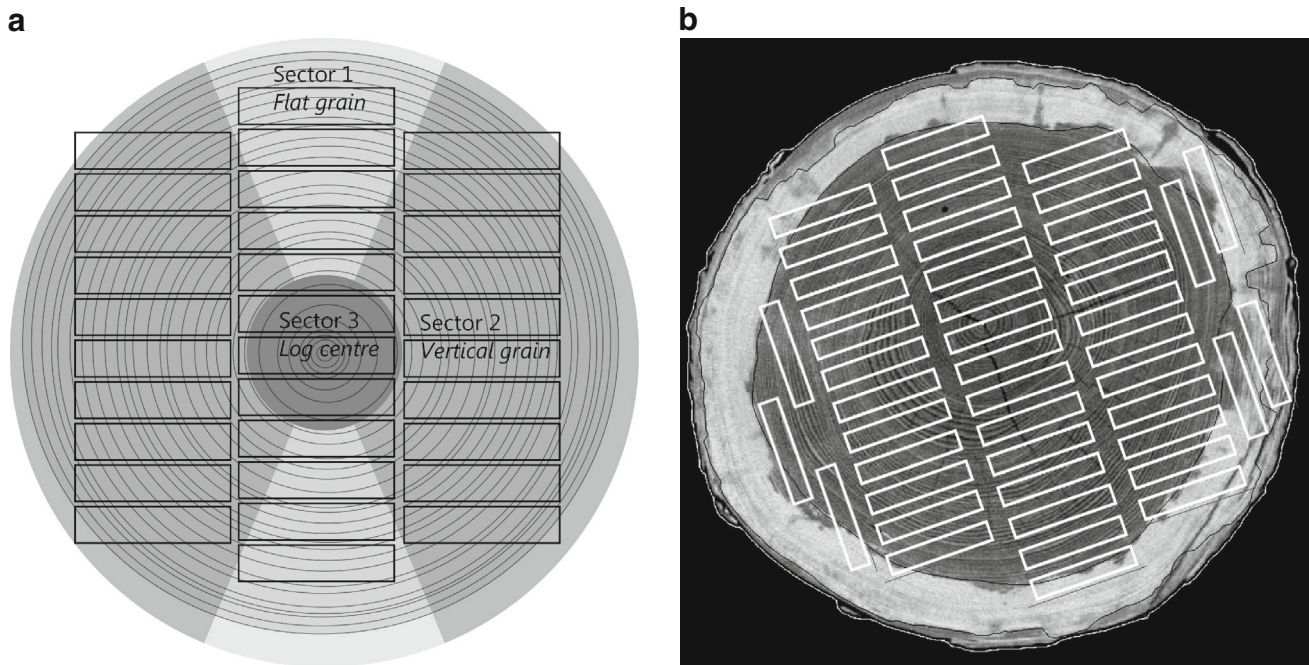 a
Sector 1
Flat grain
Sector 3
Log centre
Sector 2
Vertical grain
b